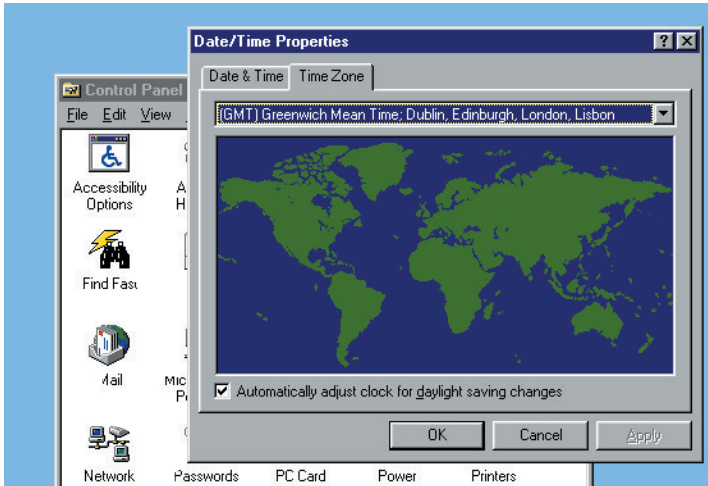 Date/Time Properties
Date & Time
Time Zone
(GMT) Greenwich Mean Time; Dublin, Edinburgh, London, Lisbon
Automatically adjust clock for daylight saving changes
OK
Cancel
Apply
Control Panel
File Edit View
Accessibility
Options
Find Fast
Mail
Network
Passwords
PC Card
Power
Printers